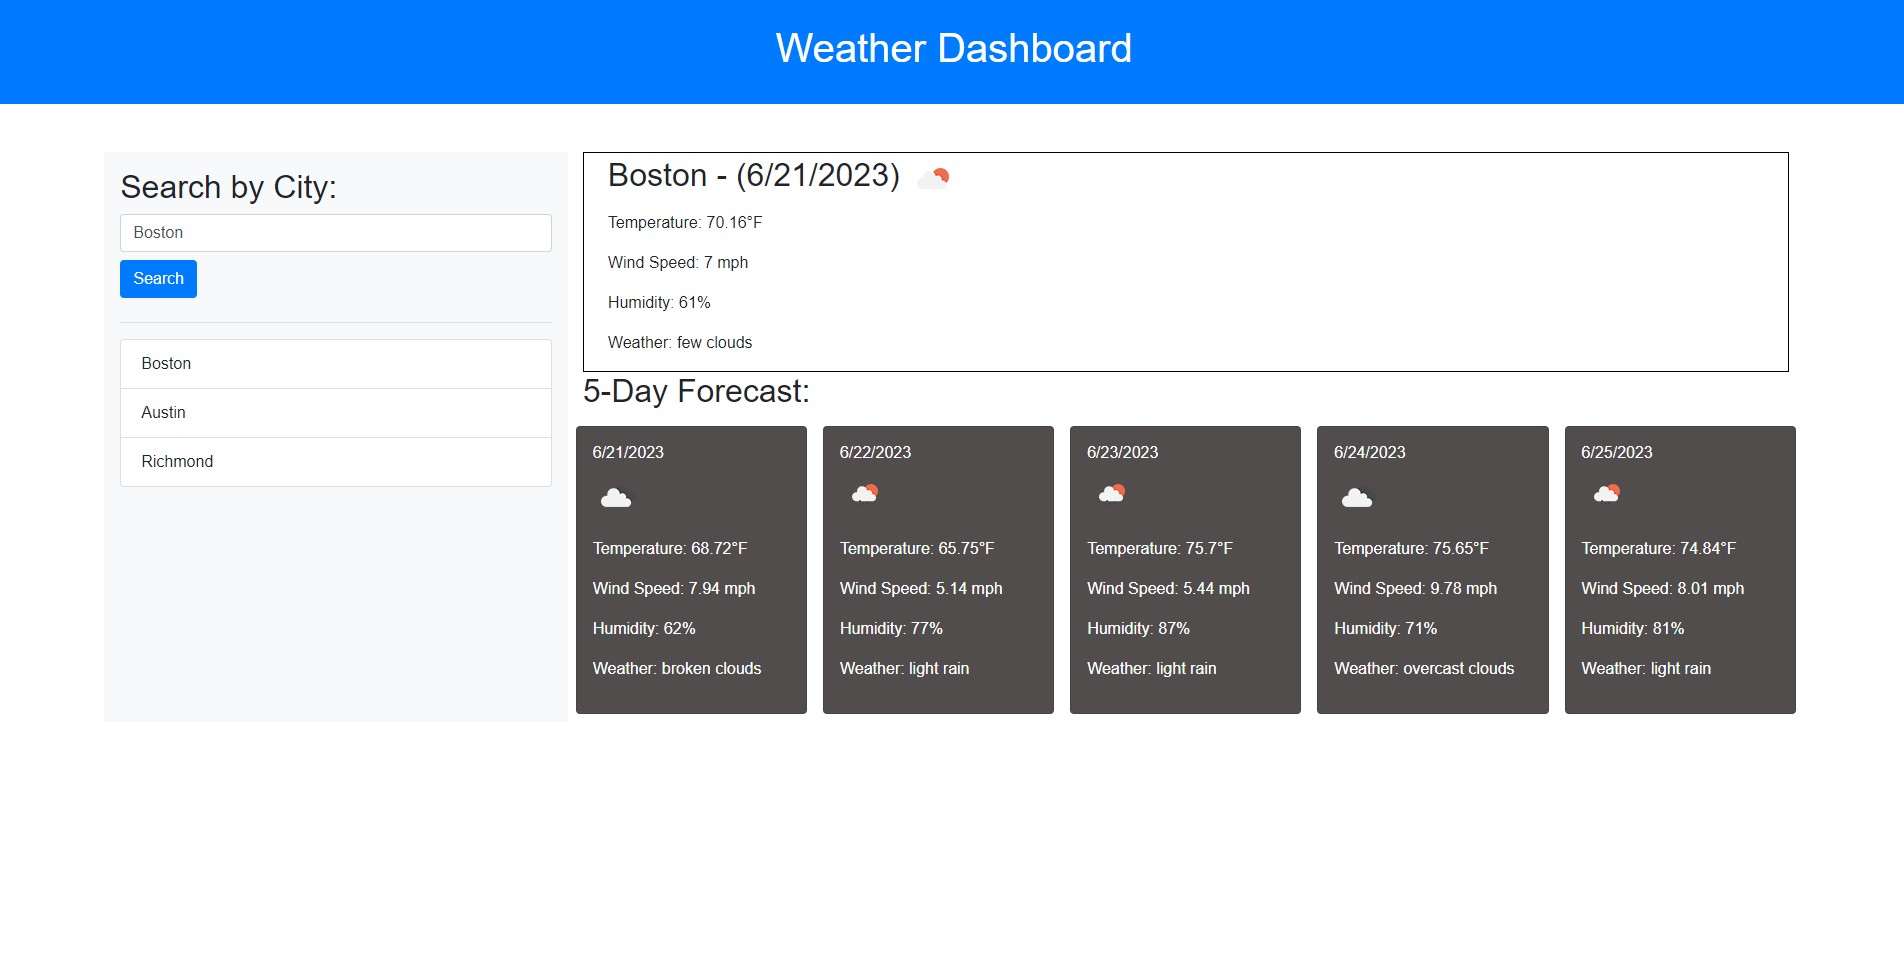 Weather Dashboard
Search by City:
Boston
Search
Boston
Austin
Richmond
Boston - (6/21/2023)
Temperature: 70.16°F
Wind Speed: 7 mph
Humidity: 61%
Weather: few clouds
5-Day Forecast:
6/21/2023
Temperature: 68.72°F
Wind Speed: 7.94 mph
Humidity: 62%
Weather: broken clouds
6/22/2023
Temperature: 65.75°F
Wind Speed: 5.14 mph
Humidity: 77%
Weather: light rain
6/23/2023
Temperature: 75.7°F
Wind Speed: 5.44 mph
Humidity: 87%
Weather: light rain
6/24/2023
Temperature: 75.65°F
Wind Speed: 9.78 mph
Humidity: 71%
Weather: overcast clouds
6/25/2023
Temperature: 74.84°F
Wind Speed: 8.01 mph
Humidity: 81%
Weather: light rain